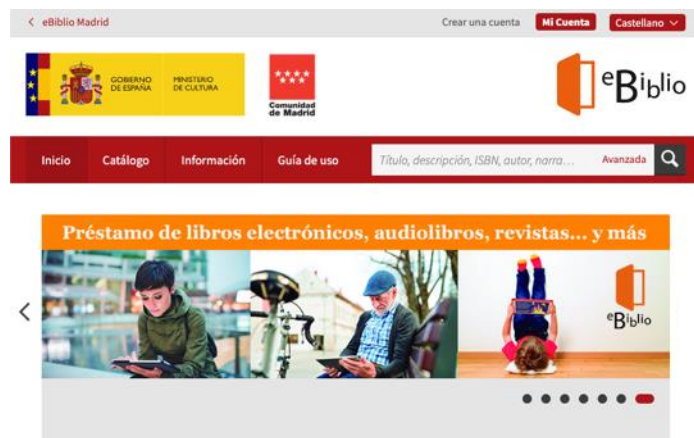 eBiblio Madrid
Crear una cuenta
Mi Cuenta
Castellano
GOBIERNO
DE ESPAÑA
MINISTERIO
DE CULTURA
Comunidad
de Madrid
eBiblio
Inicio
Catálogo
Información
Guía de uso
Título, descripción, ISBN, autor, narra...
Avanzada
Préstamo de libros electrónicos, audiolibros, revistas... y más
eBiblio